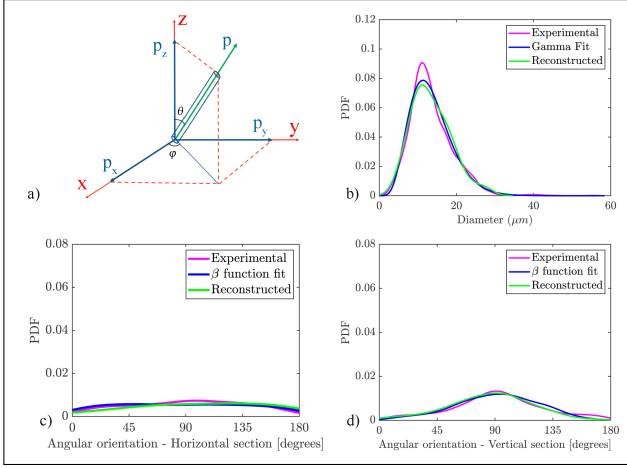 z
p_z
p
θ
p_y
y
φ
p_x
x
a)
0.12
0.1
0.08
0.06
0.04
0.02
0
PDF
Experimental
Gamma Fit
Reconstructed
0 20 40 60
Diameter (μm)
b)
0.08
0.06
0.04
0.02
0
PDF
Experimental
β function fit
Reconstructed
0 45 90 135 180
Angular orientation - Horizontal section [degrees]
c)
0.08
0.06
0.04
0.02
0
PDF
Experimental
β function fit
Reconstructed
0 45 90 135 180
Angular orientation - Vertical section [degrees]
d)